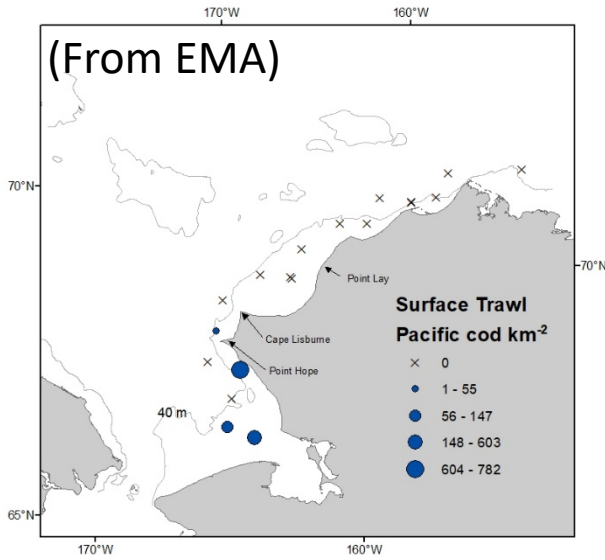 170°W 160°W
(From EMA)
70°N
70°N
Point Lay
Surface Trawl
Pacific cod km⁻²
0
Cape Lisburne
1 - 55
Point Hope
40 m
56 - 147
148 - 603
604 - 782
65°N
170°W 160°W